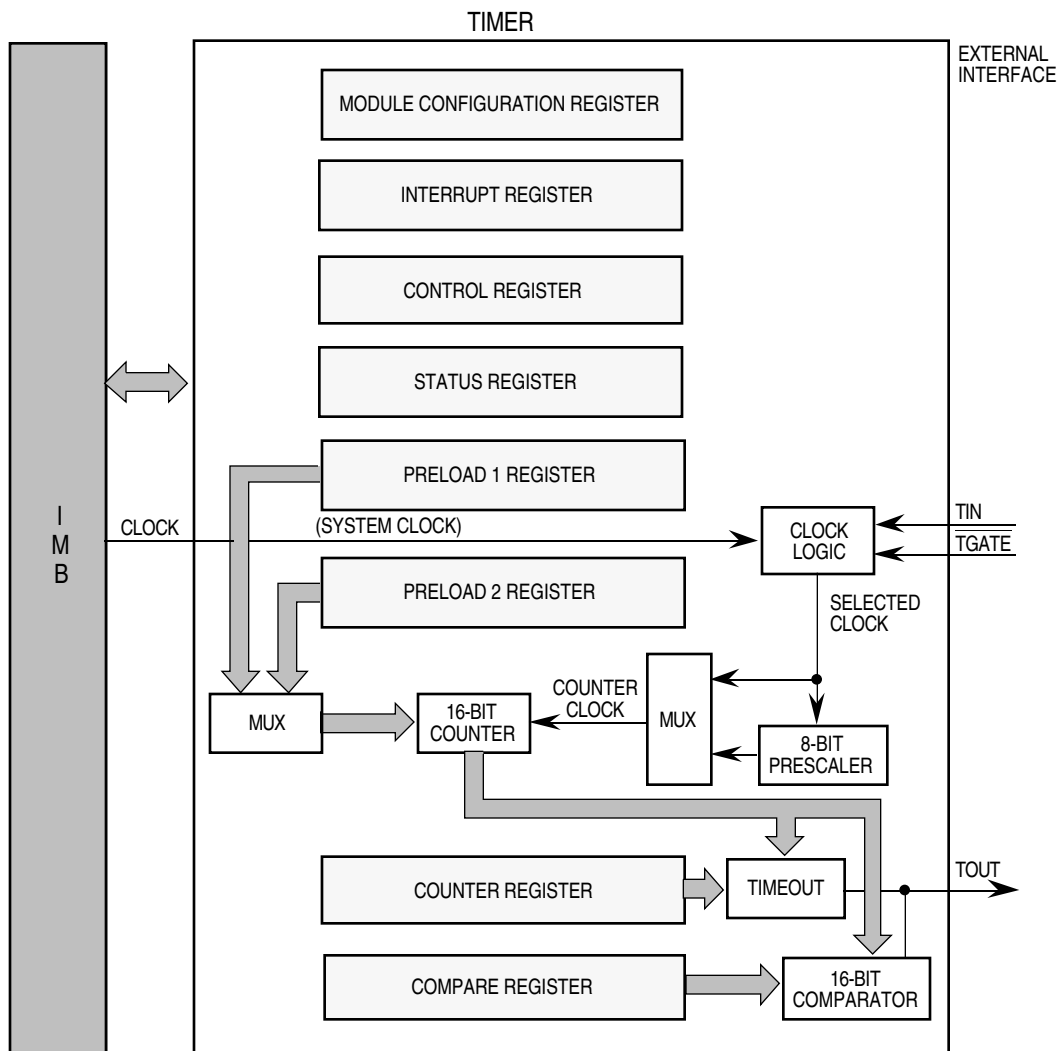 TIMER
EXTERNAL
INTERFACE
MODULE CONFIGURATION REGISTER
INTERRUPT REGISTER
CONTROL REGISTER
STATUS REGISTER
PRELOAD 1 REGISTER
I
M
B
CLOCK
(SYSTEM CLOCK)
CLOCK
LOGIC
TIN
TGATE
PRELOAD 2 REGISTER
SELECTED
CLOCK
MUX
16-BIT
COUNTER
COUNTER
CLOCK
MUX
8-BIT
PRESCALER
COUNTER REGISTER
TIMEOUT
TOUT
COMPARE REGISTER
16-BIT
COMPARATOR